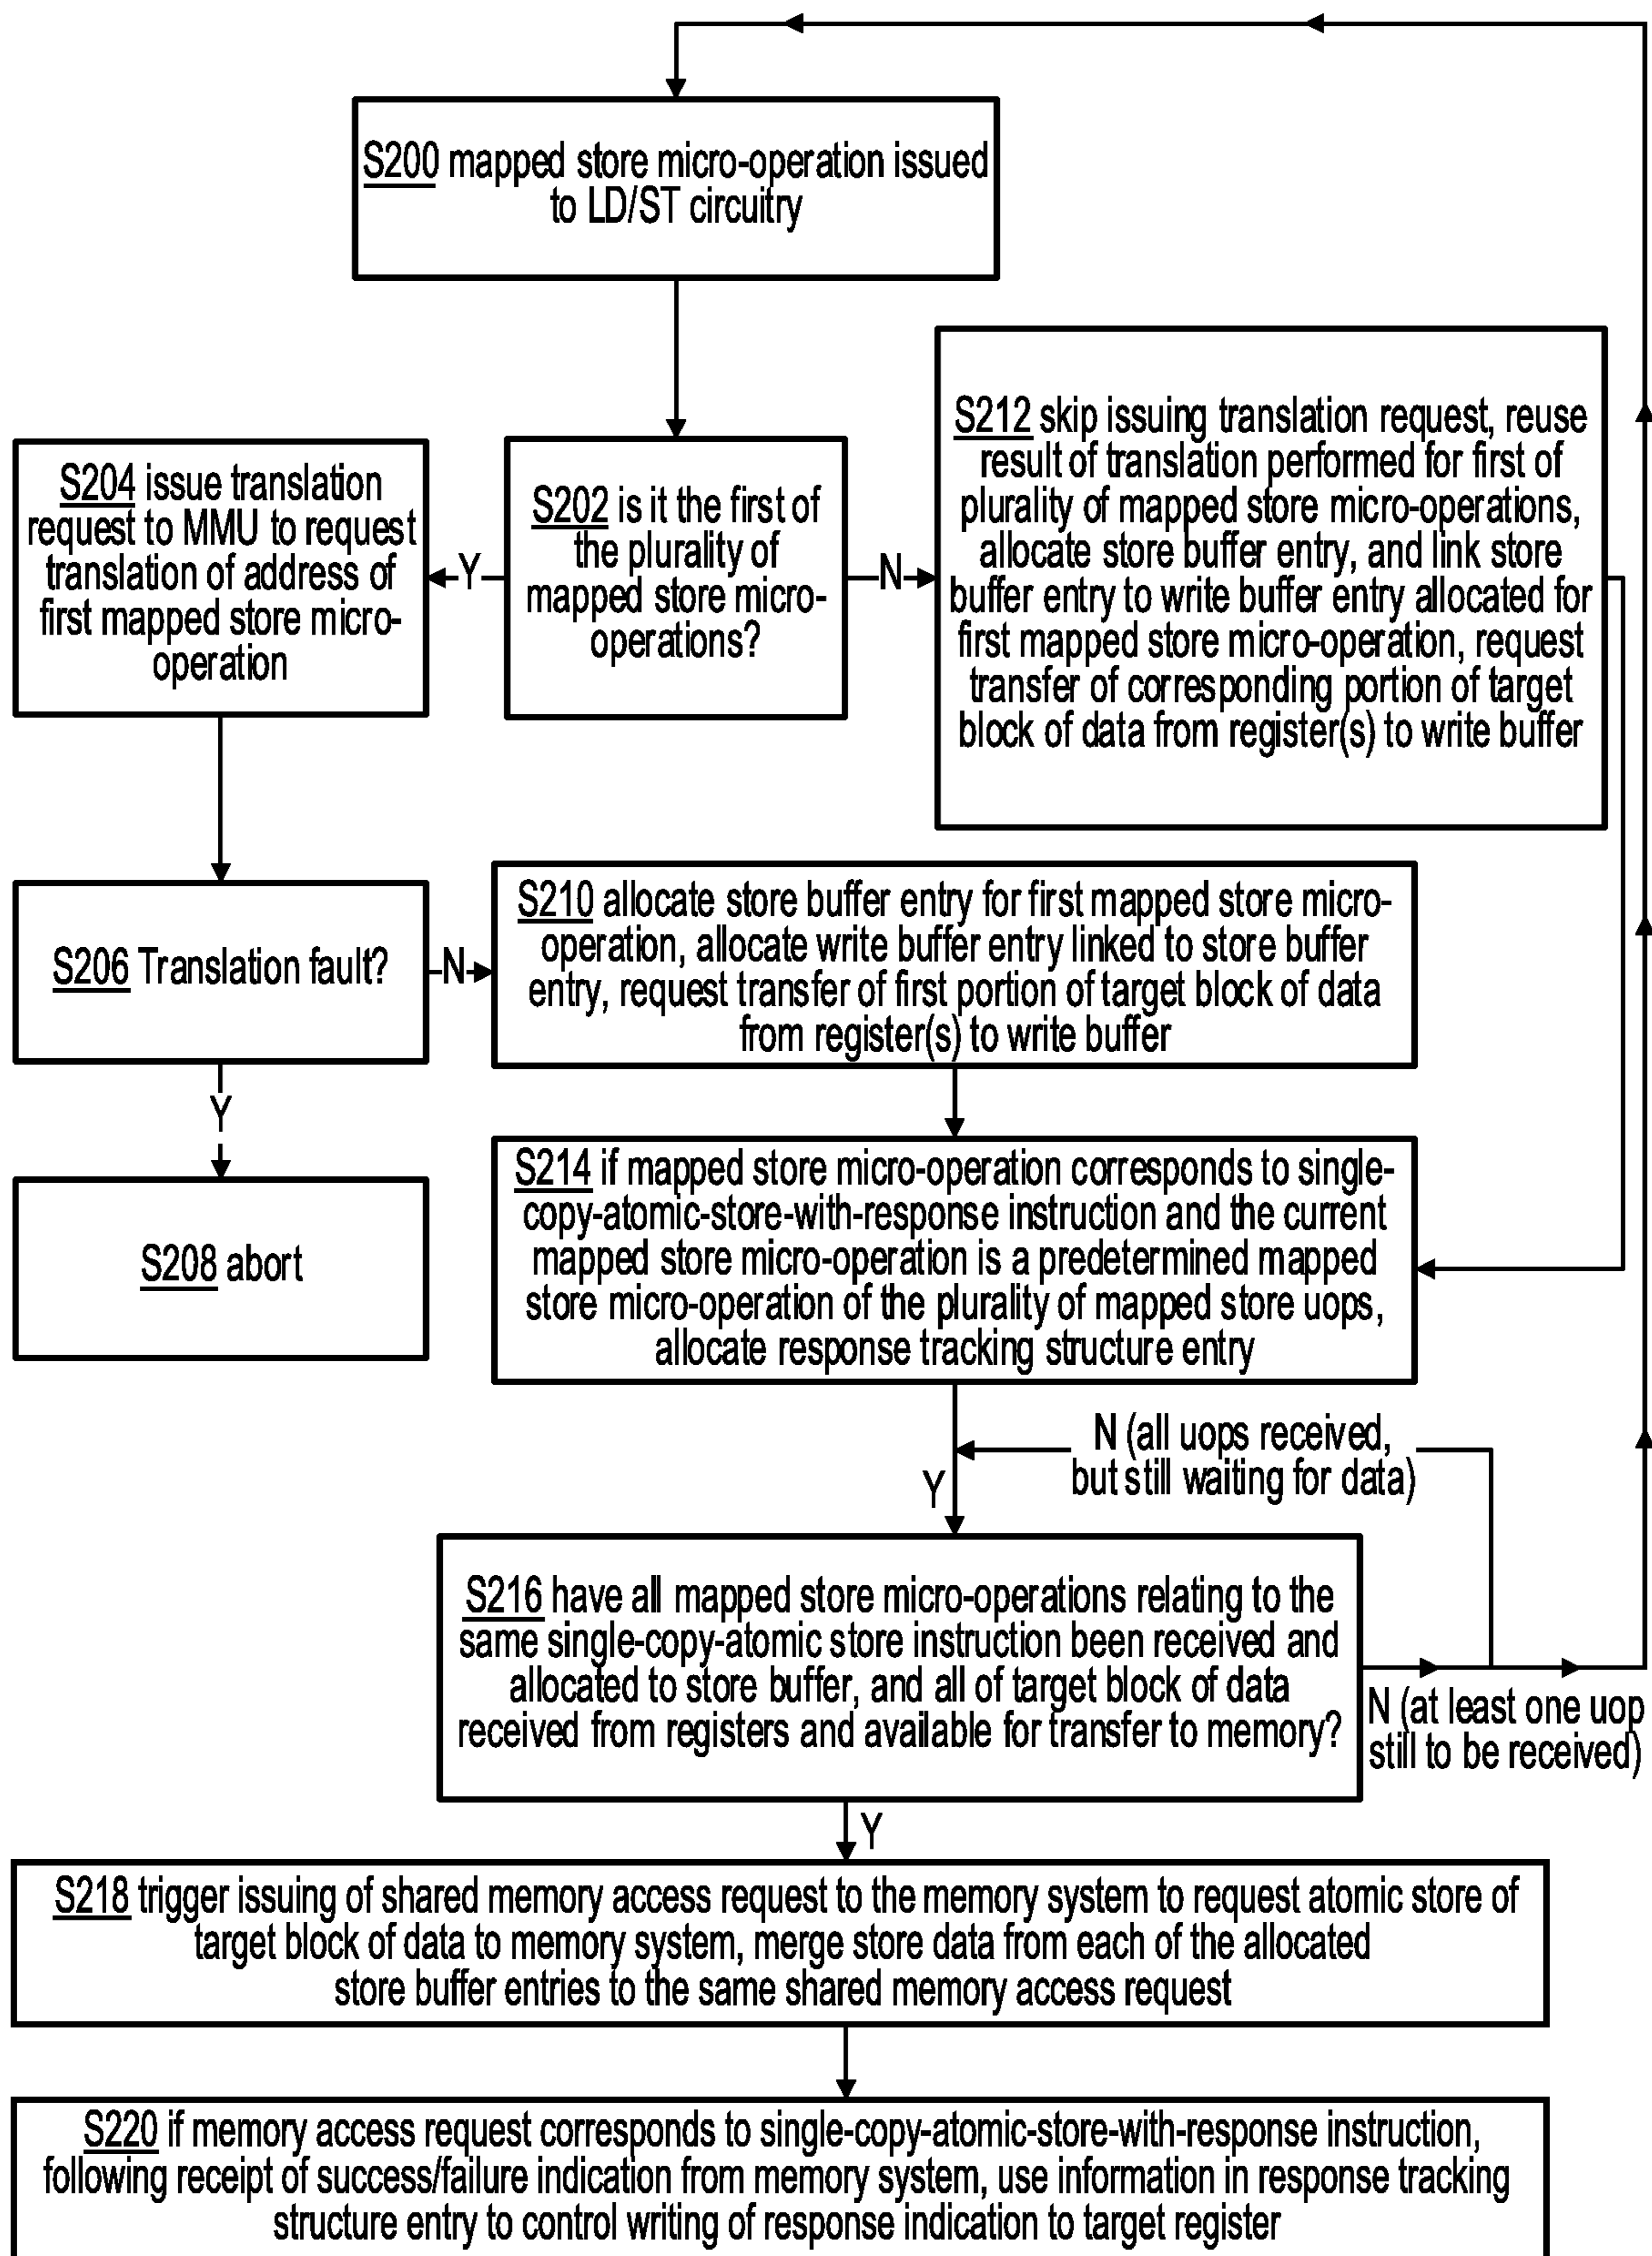 S200 mapped store micro-operation issued
to LD/ST circuitry
S202 is it the first of
the plurality of
mapped store micro-
operations?
Y
N
S204 issue translation
request to MMU to request
translation of address of
first mapped store micro-
operation
S212 skip issuing translation request, reuse
result of translation performed for first of
plurality of mapped store micro-operations,
allocate store buffer entry, and link store
buffer entry to write buffer entry allocated for
first mapped store micro-operation, request
transfer of corresponding portion of target
block of data from register(s) to write buffer
S206 Translation fault?
N
Y
S208 abort
S210 allocate store buffer entry for first mapped store micro-
operation, allocate write buffer entry linked to store buffer
entry, request transfer of first portion of target block of data
from register(s) to write buffer
S214 if mapped store micro-operation corresponds to single-
copy-atomic-store-with-response instruction and the current
mapped store micro-operation is a predetermined mapped
store micro-operation of the plurality of mapped store uops,
allocate response tracking structure entry
N (all uops received,
but still waiting for data)
Y
S216 have all mapped store micro-operations relating to the
same single-copy-atomic store instruction been received and
allocated to store buffer, and all of target block of data
received from registers and available for transfer to memory?
N (at least one uop
still to be received)
Y
S218 trigger issuing of shared memory access request to the memory system to request atomic store of
target block of data to memory system, merge store data from each of the allocated
store buffer entries to the same shared memory access request
S220 if memory access request corresponds to single-copy-atomic-store-with-response instruction,
following receipt of success/failure indication from memory system, use information in response tracking
structure entry to control writing of response indication to target register